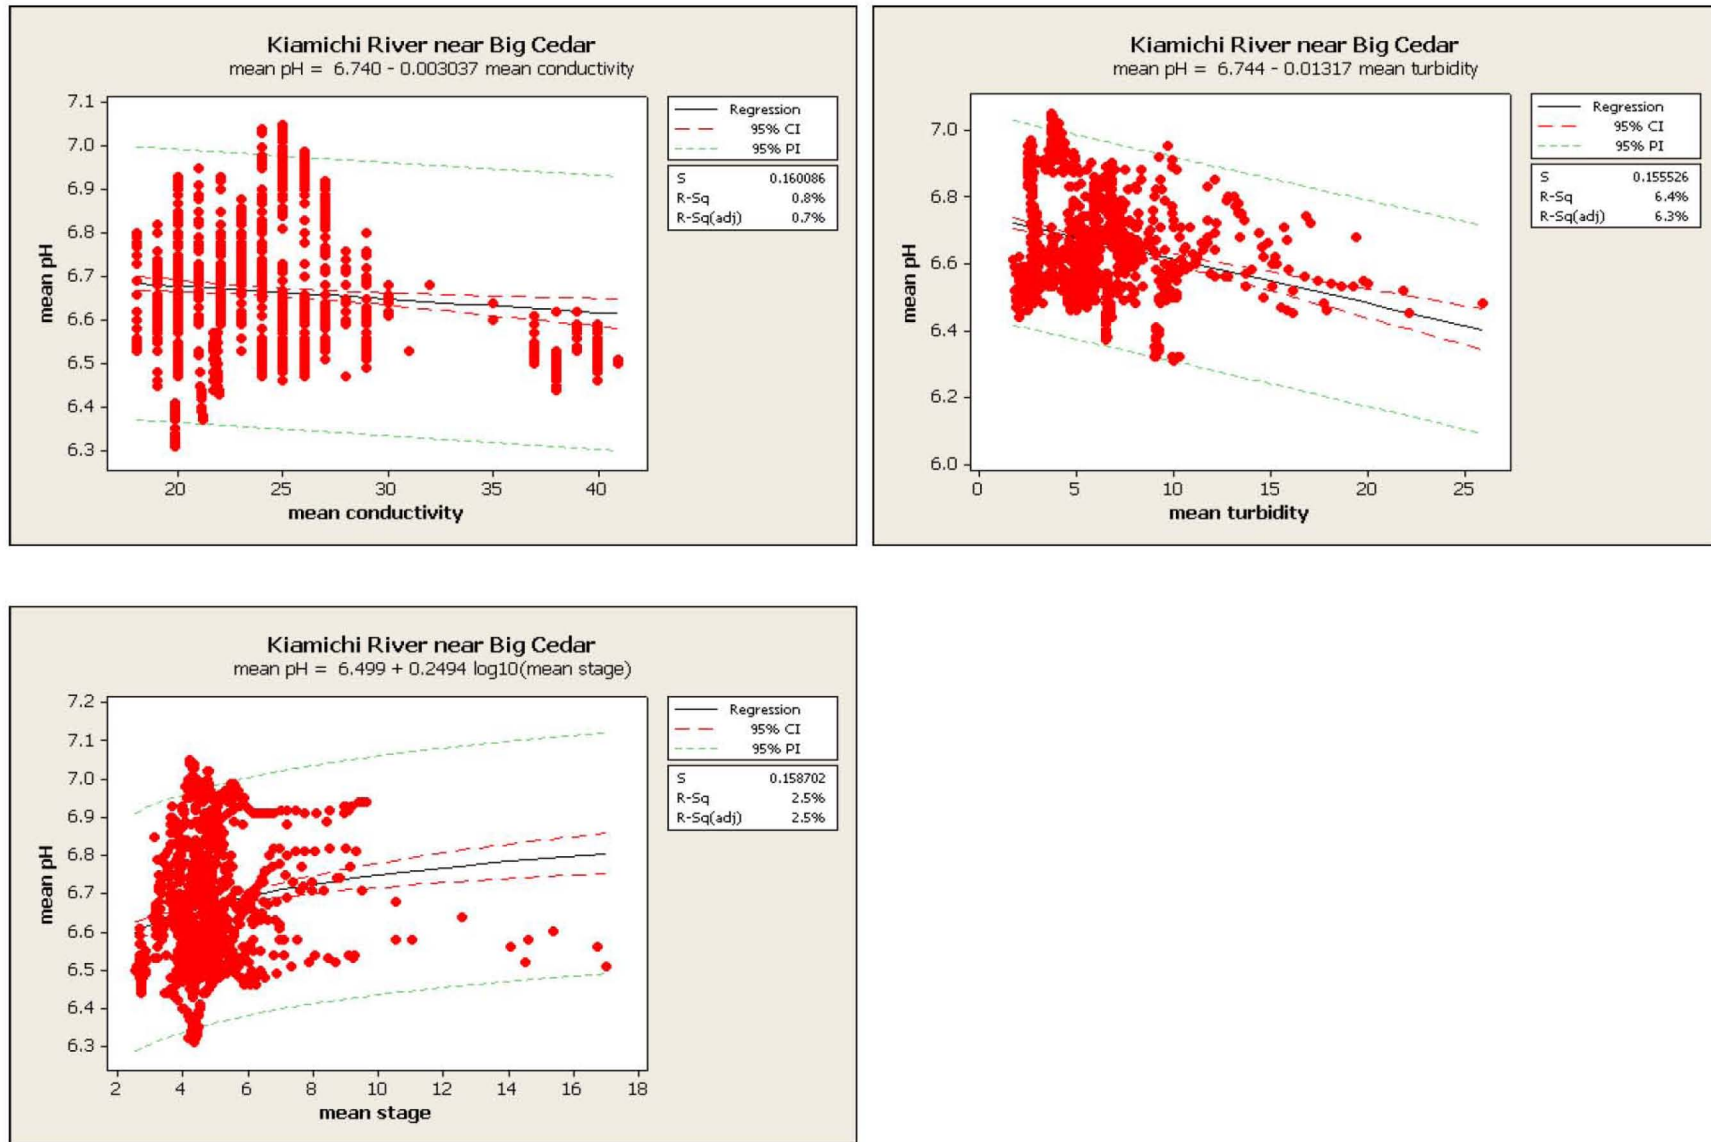 Kiamichi River near Big Cedar
mean pH = 6.740 - 0.003037 mean conductivity
7.1
7.0
6.9
6.8
6.7
6.6
6.5
6.4
6.3
mean pH
20 25 30 35 40
mean conductivity
Regression
95% CI
95% PI
S 0.160086
R-Sq 0.8%
R-Sq(adj) 0.7%
Kiamichi River near Big Cedar
mean pH = 6.744 - 0.01317 mean turbidity
7.0
6.8
6.6
6.4
6.2
6.0
mean pH
0 5 10 15 20 25
mean turbidity
Regression
95% CI
95% PI
S 0.155526
R-Sq 6.4%
R-Sq(adj) 6.3%
Kiamichi River near Big Cedar
mean pH = 6.499 + 0.2494 log10(mean stage)
7.2
7.1
7.0
6.9
6.8
6.7
6.6
6.5
6.4
6.3
mean pH
2 4 6 8 10 12 14 16 18
mean stage
Regression
95% CI
95% PI
S 0.158702
R-Sq 2.5%
R-Sq(adj) 2.5%